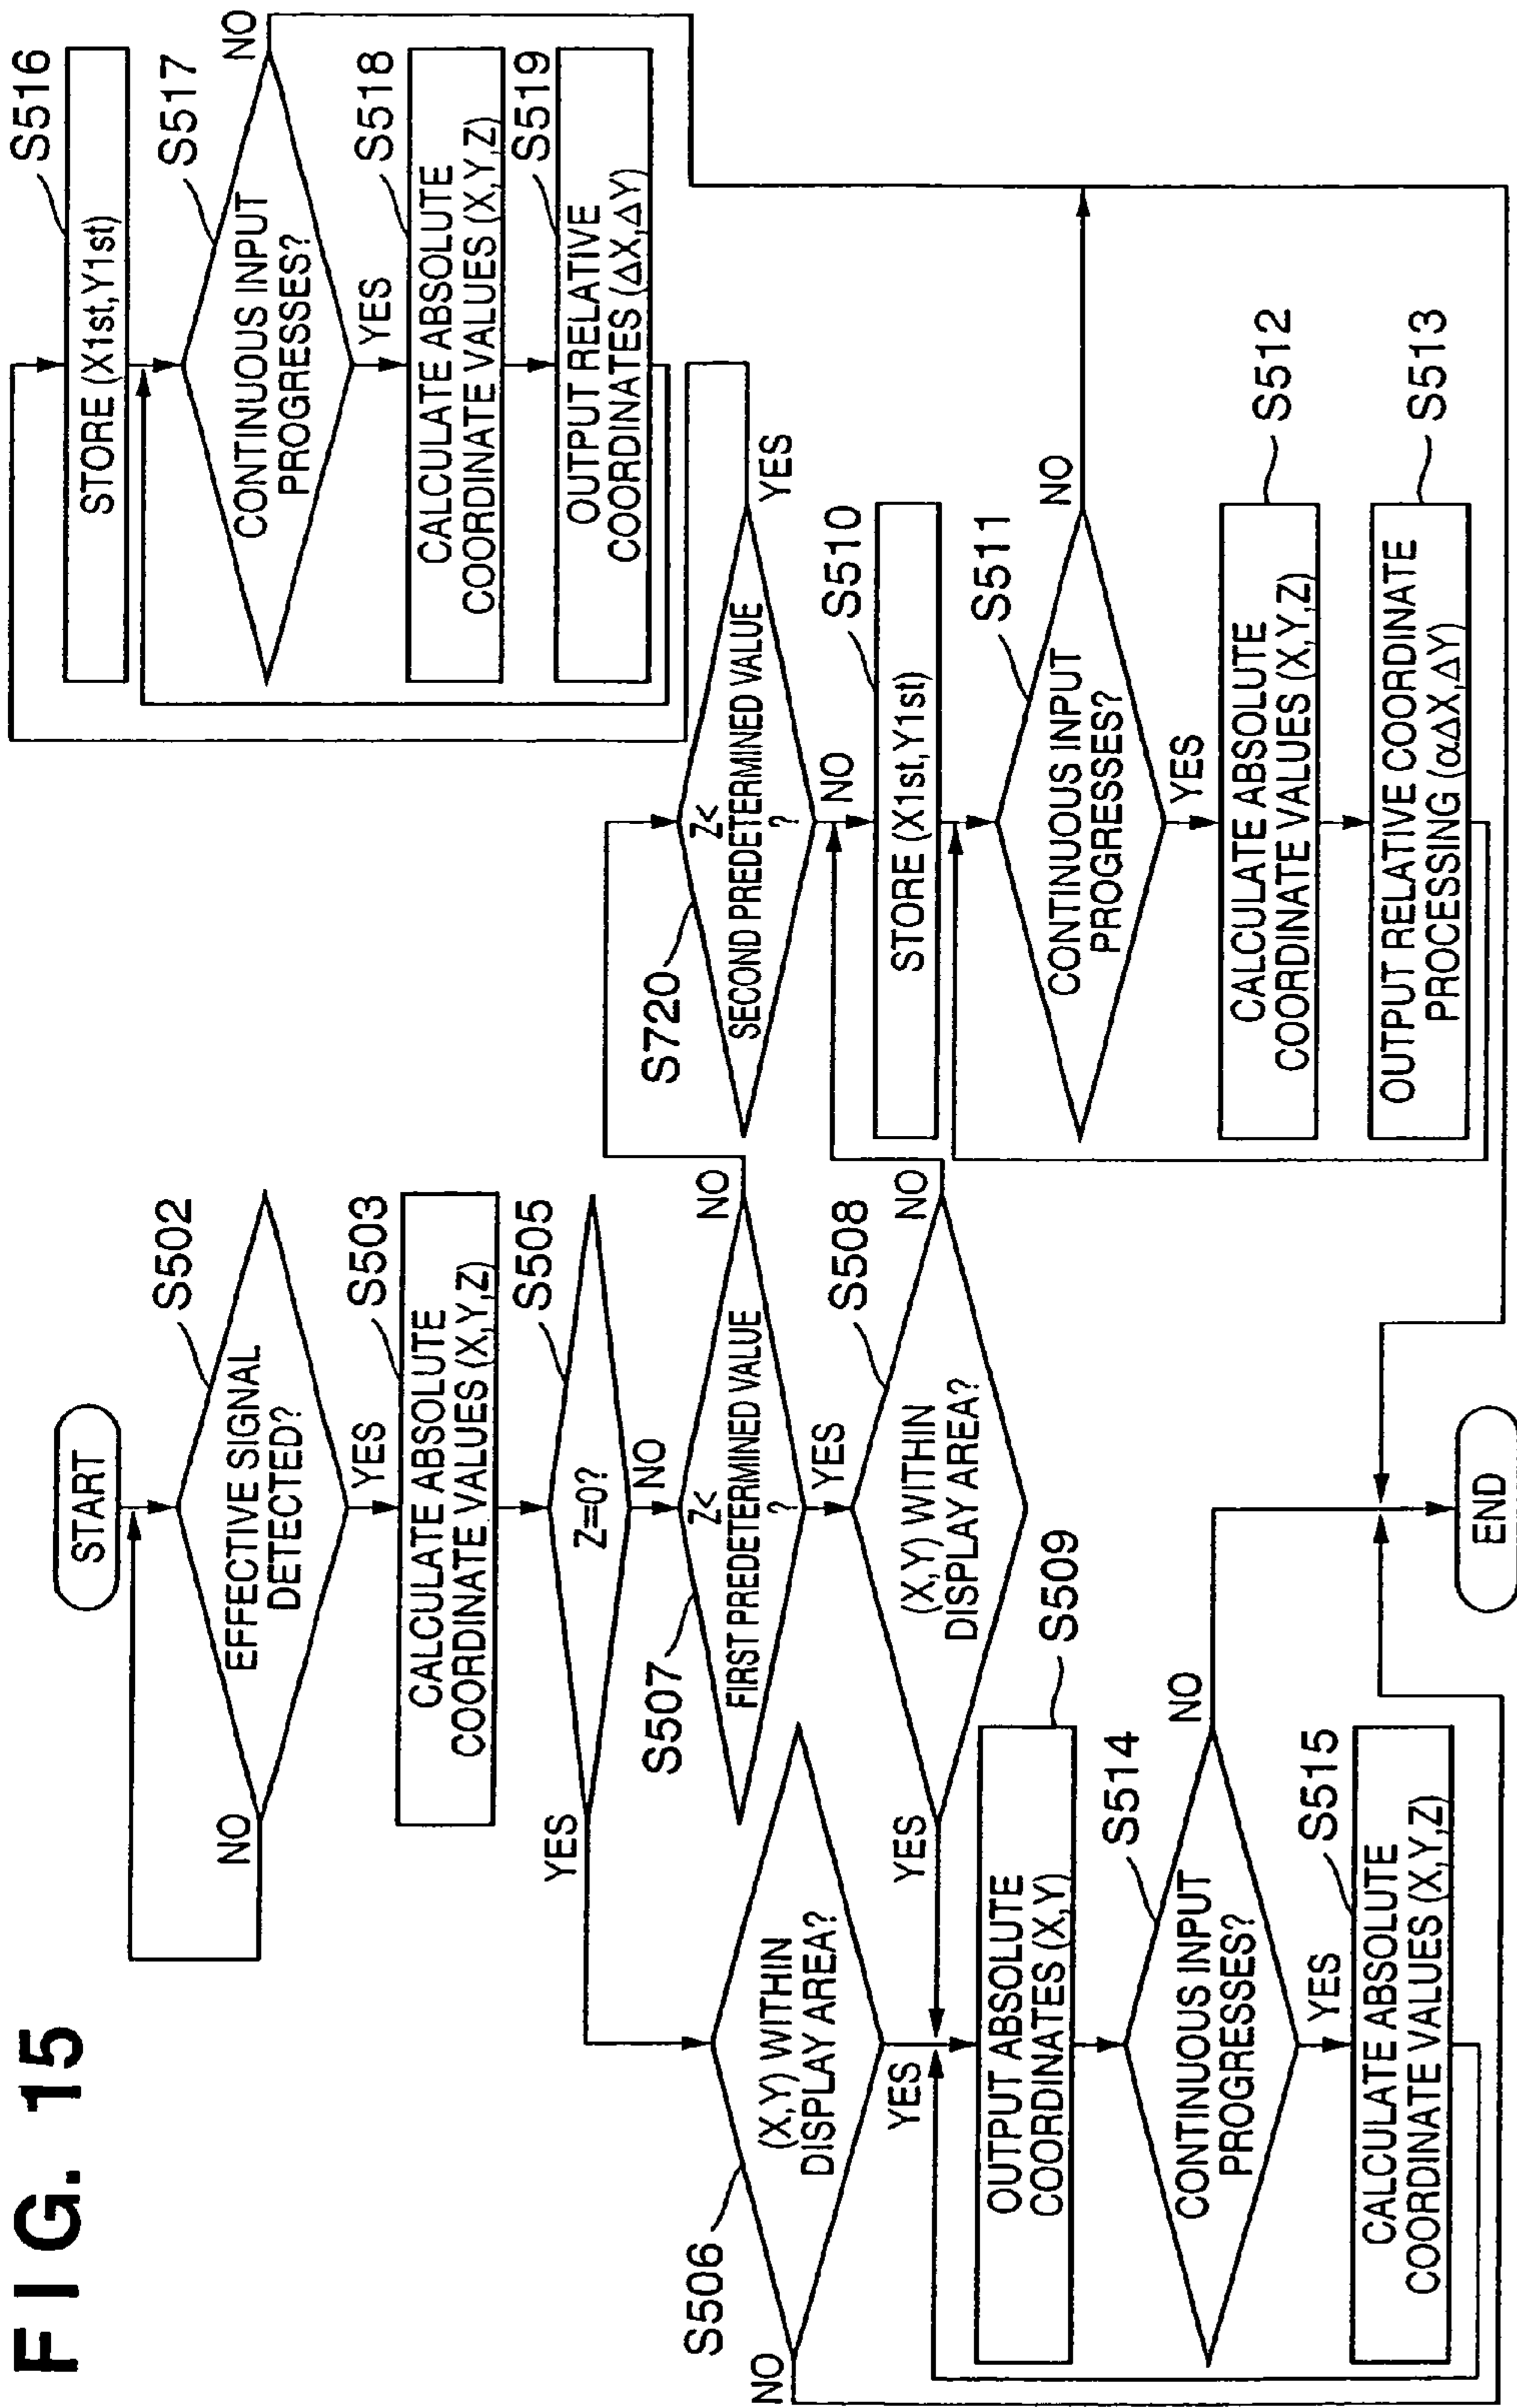 FIG. 15
START
S502
EFFECTIVE SIGNAL
DETECTED?
NO
YES
S503
CALCULATE ABSOLUTE
COORDINATE VALUES (X,Y,Z)
S505
Z=0?
YES
NO
S507
Z<
FIRST PREDETERMINED VALUE
?
NO
YES
S506
(X,Y) WITHIN
DISPLAY AREA?
NO
YES
S508
(X,Y) WITHIN
DISPLAY AREA?
YES
NO
S509
OUTPUT ABSOLUTE
COORDINATES (X,Y)
S514
CONTINUOUS INPUT
PROGRESSES?
NO
YES
S515
CALCULATE ABSOLUTE
COORDINATE VALUES (X,Y,Z)
END
S720
Z<
SECOND PREDETERMINED VALUE
?
YES
NO
S510
STORE (X1st,Y1st)
S511
CONTINUOUS INPUT
PROGRESSES?
NO
YES
S512
CALCULATE ABSOLUTE
COORDINATE VALUES (X,Y,Z)
S513
OUTPUT RELATIVE COORDINATE
PROCESSING (αΔX,ΔY)
S516
STORE (X1st,Y1st)
S517
CONTINUOUS INPUT
PROGRESSES?
NO
YES
S518
CALCULATE ABSOLUTE
COORDINATE VALUES (X,Y,Z)
S519
OUTPUT RELATIVE
COORDINATES (ΔX,ΔY)